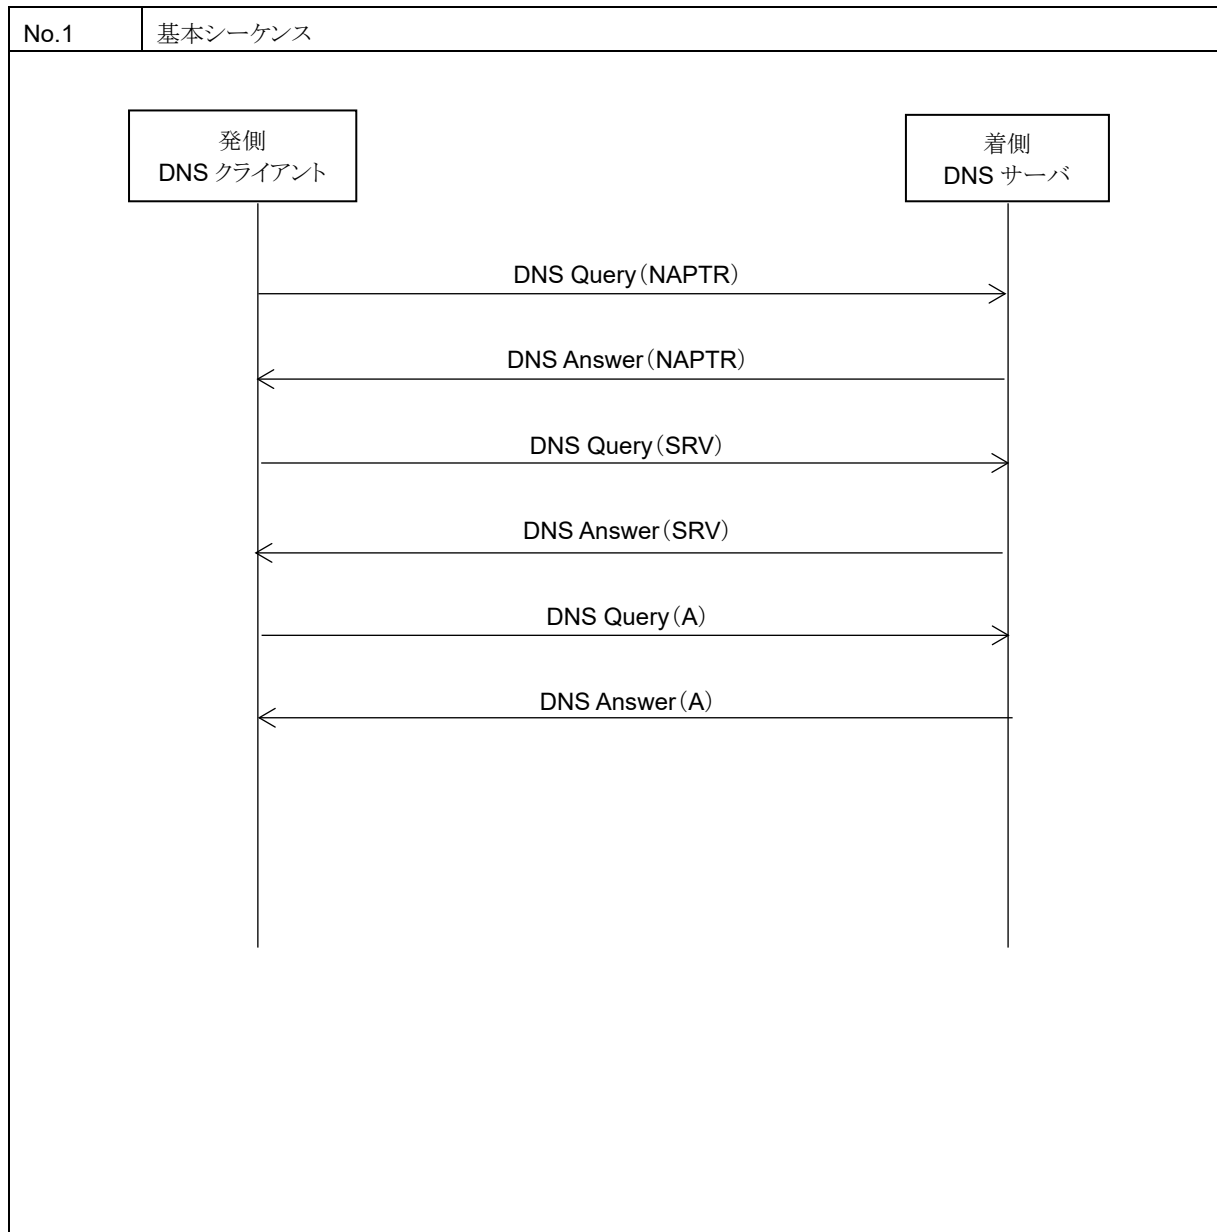 No.1 基本シーケンス
発側
DNS クライアント
着側
DNS サーバ
DNS Query（NAPTR）
DNS Answer（NAPTR）
DNS Query（SRV）
DNS Answer（SRV）
DNS Query（A）
DNS Answer（A）